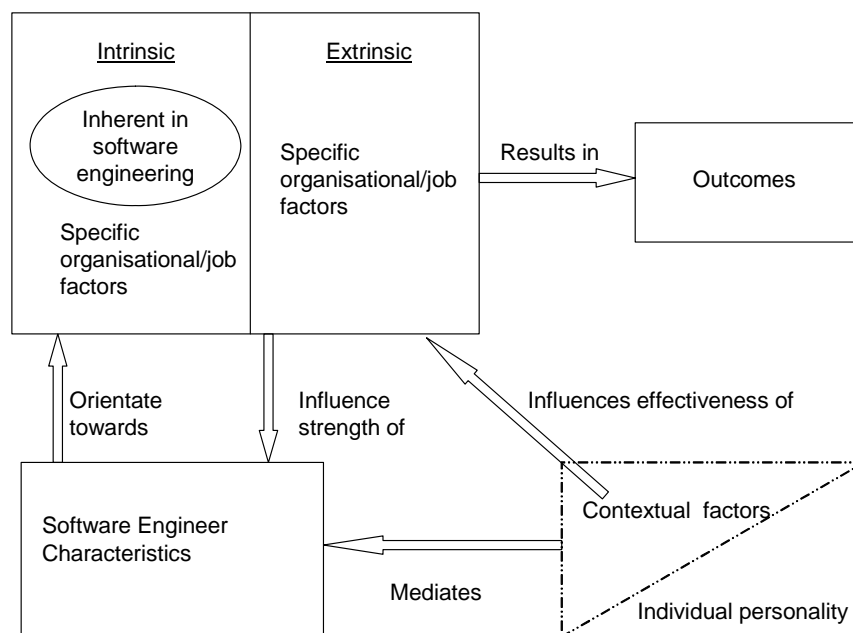 Intrinsic
Extrinsic
Inherent in
software
engineering
Specific
organisational/job
factors
Specific
organisational/job
factors
Results in
Outcomes
Orientate
towards
Influence
strength of
Influences effectiveness of
Software Engineer
Characteristics
Contextual factors
Mediates
Individual personality